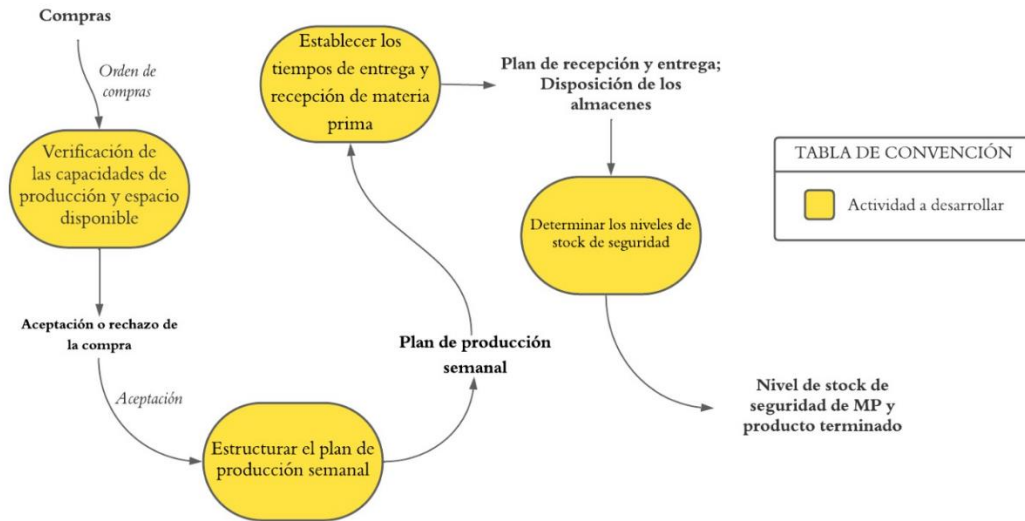 Compras
Orden de
compras
Verificación de
las capacidades de
producción y espacio
disponible
Aceptación o rechazo de
la compra
Aceptación
Estructurar el plan de
producción semanal
Plan de producción
semanal
Establecer los
tiempos de entrega y
recepción de materia
prima
Plan de recepción y entrega;
Disposición de los
almacenes
Determinar los niveles de
stock de seguridad
Nivel de stock de
seguridad de MP y
producto terminado
TABLA DE CONVENCIÓN
Actividad a desarrollar